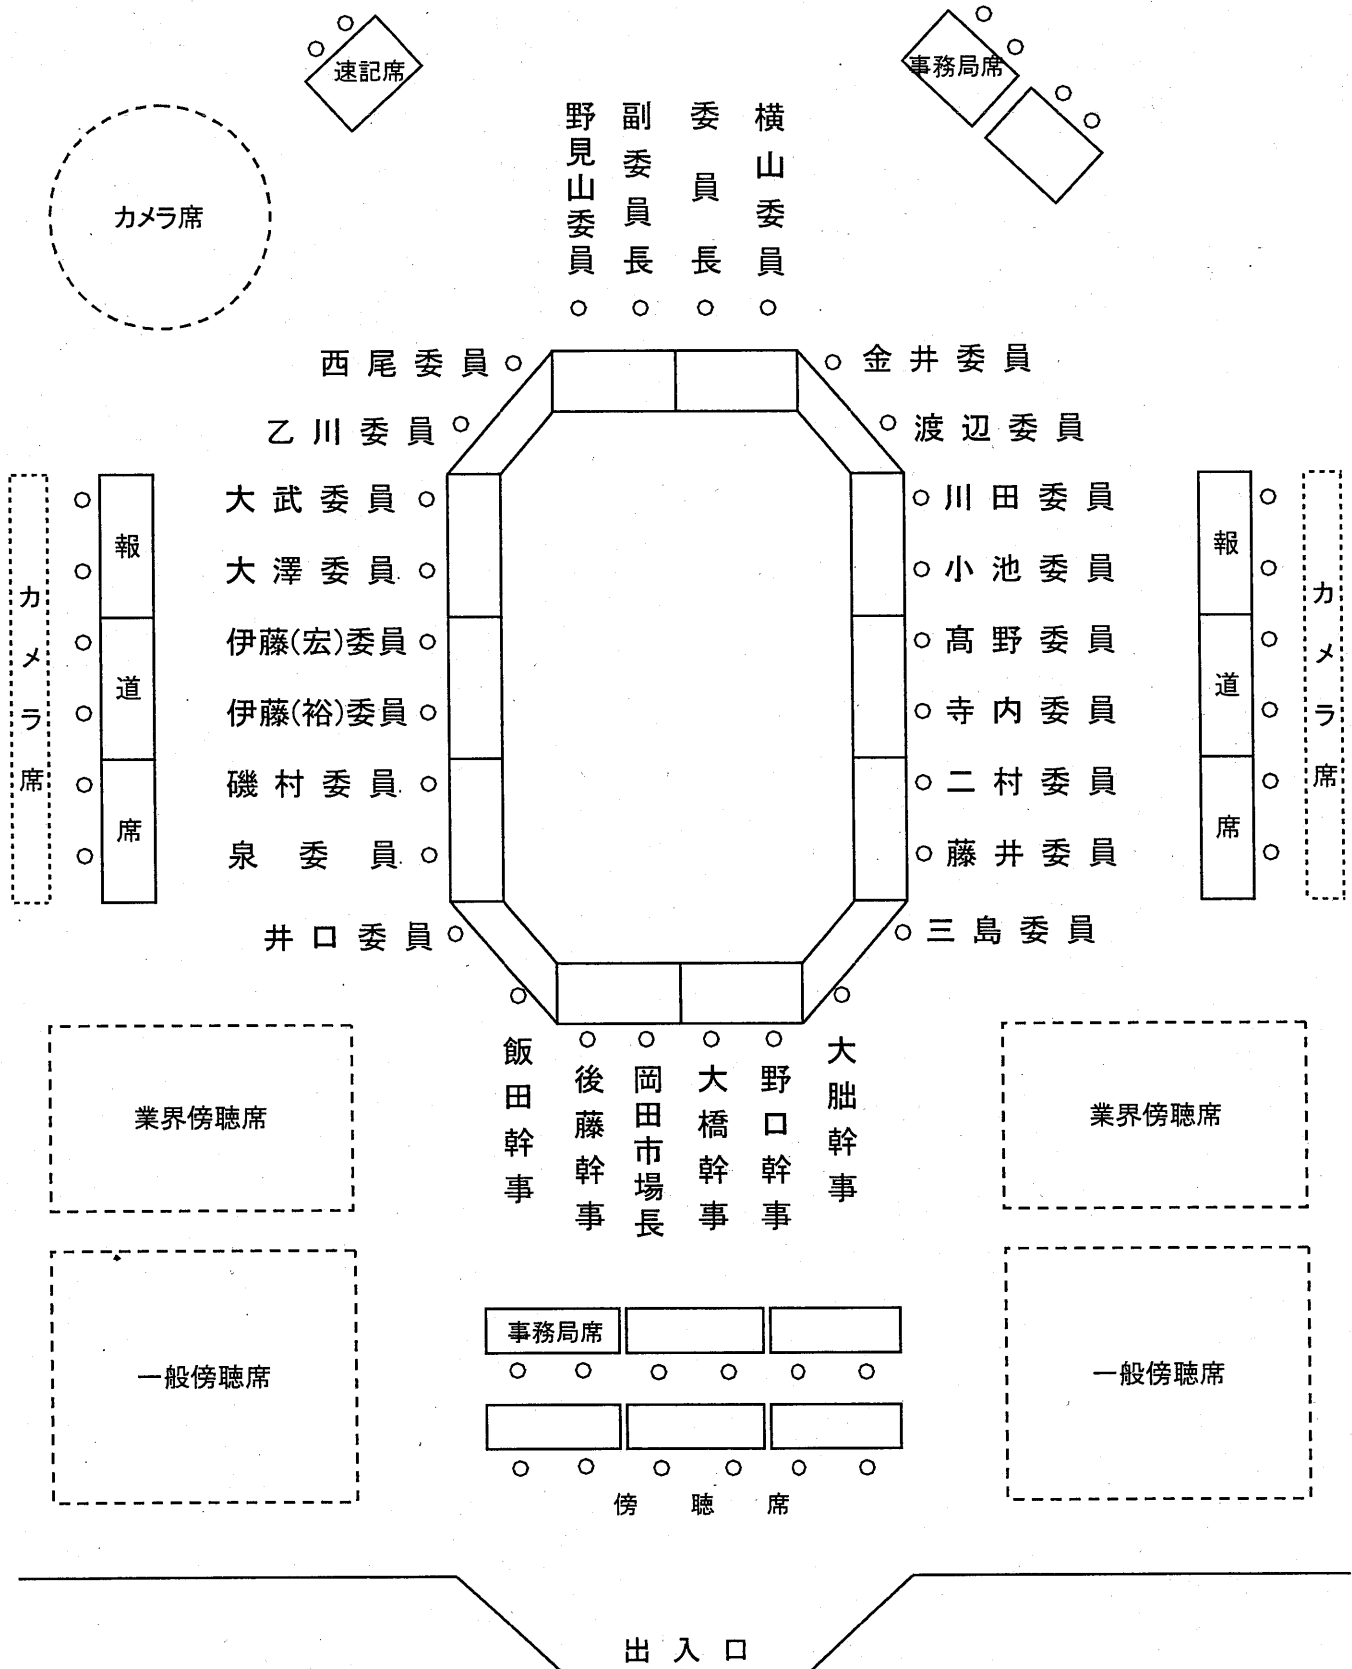 速記席
事務局席
カメラ席
野見山委員
副委員長
委員長
横山委員
西尾委員
金井委員
乙川委員
渡辺委員
大武委員
川田委員
大澤委員
小池委員
伊藤(宏)委員
髙野委員
伊藤(裕)委員
寺内委員
磯村委員
二村委員
泉委員
藤井委員
井口委員
三島委員
カメラ席
報道席
報道席
カメラ席
飯田幹事
後藤幹事
岡田市場長
大橋幹事
野口幹事
大朏幹事
業界傍聴席
業界傍聴席
一般傍聴席
一般傍聴席
事務局席
傍聴席
出入口